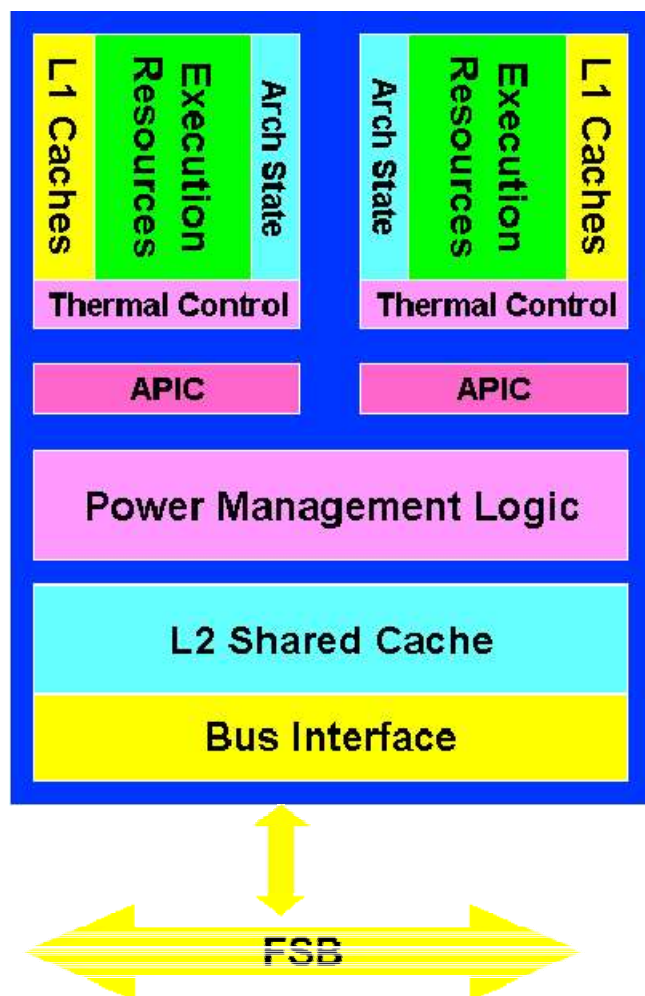 L1 Caches
Execution
Resources
Arch State
Thermal Control
APIC
Arch State
Execution
Resources
L1 Caches
Thermal Control
APIC
Power Management Logic
L2 Shared Cache
Bus Interface
FSB